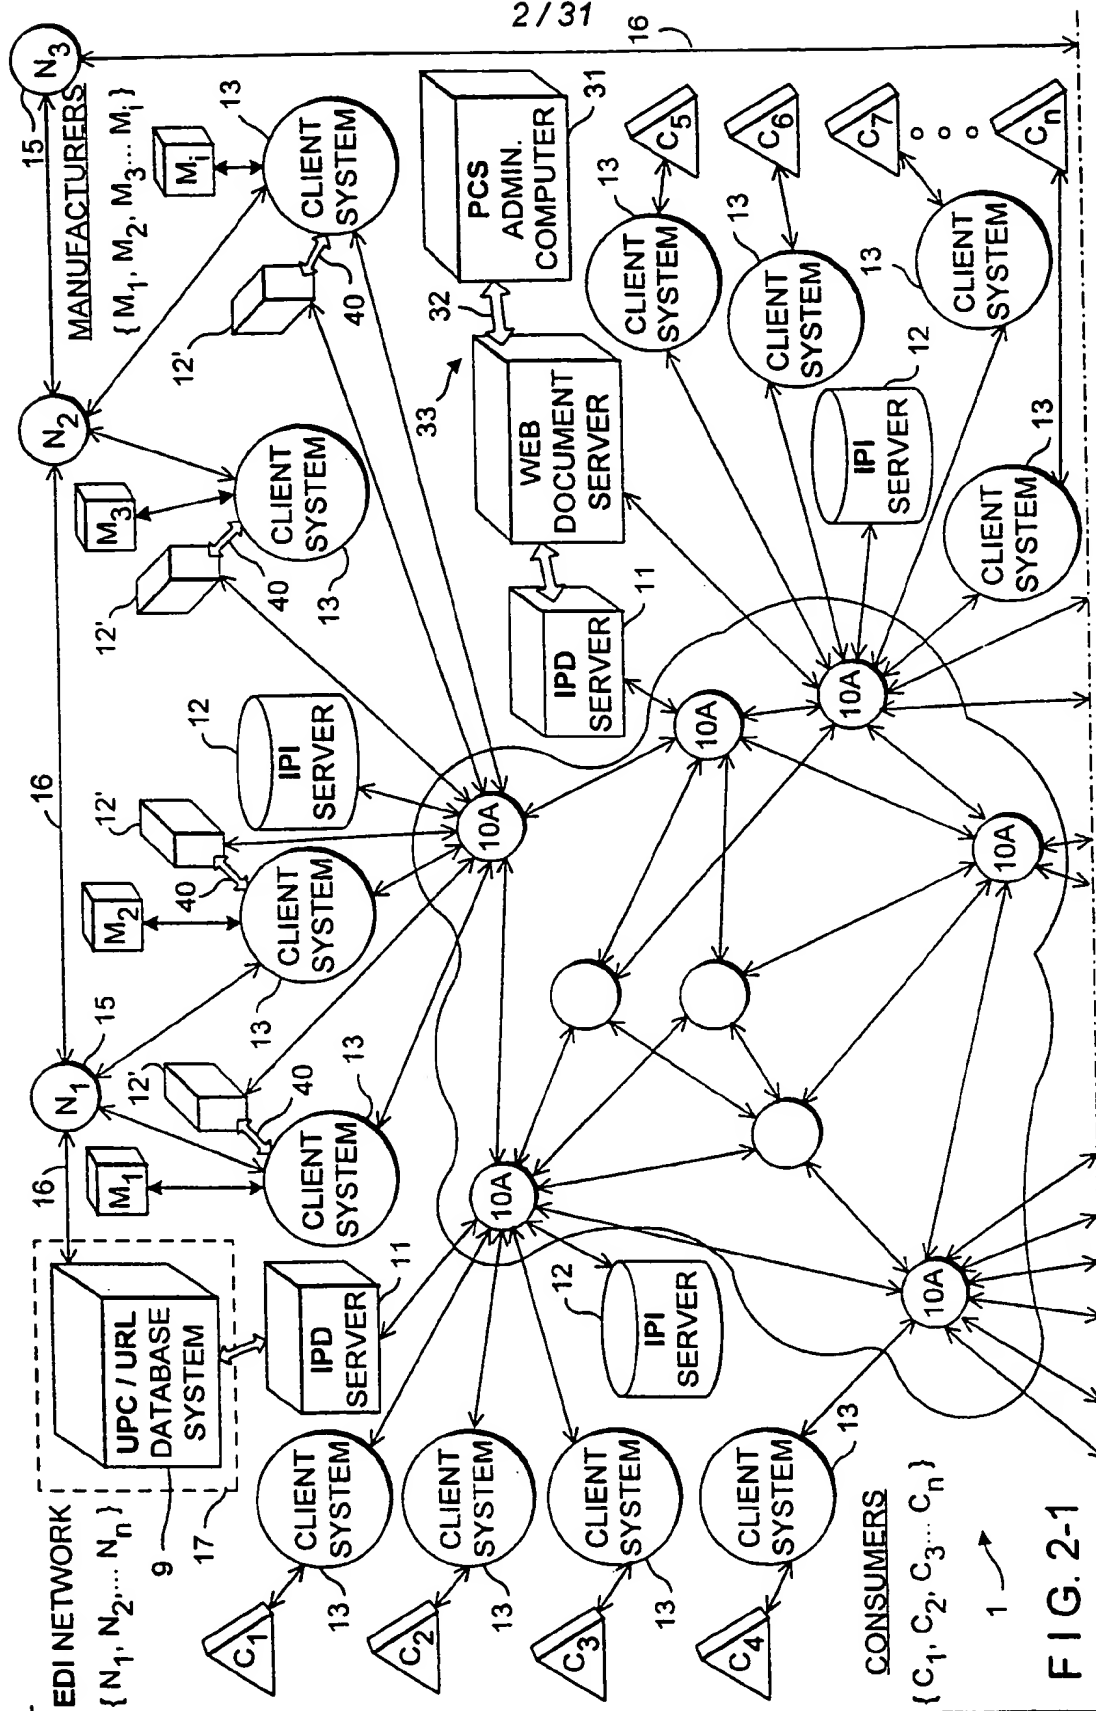 2/31
EDI NETWORK
{ N1, N2,... Nn }
9
17
UPC / URL
DATABASE
SYSTEM
16
N1
15
16
N2
15
N3
16
MANUFACTURERS
{ M1, M2, M3... Mi }
M1
12'
40
CLIENT
SYSTEM
13
M2
12'
40
CLIENT
SYSTEM
13
IPI
SERVER
12
M3
12'
40
CLIENT
SYSTEM
13
Mi
12'
40
CLIENT
SYSTEM
13
IPD
SERVER
11
IPI
SERVER
12
IPD
SERVER
11
WEB
DOCUMENT
SERVER
33
32
PCS
ADMIN.
COMPUTER
31
10A
10A
10A
10A
10A
10A
C1
CLIENT
SYSTEM
13
C2
CLIENT
SYSTEM
13
C3
CLIENT
SYSTEM
13
C4
CLIENT
SYSTEM
13
CLIENT
SYSTEM
13
C5
CLIENT
SYSTEM
13
C6
CLIENT
SYSTEM
13
C7
IPI
SERVER
12
CLIENT
SYSTEM
13
Cn
CONSUMERS
{ C1, C2, C3... Cn }
1
FIG. 2-1